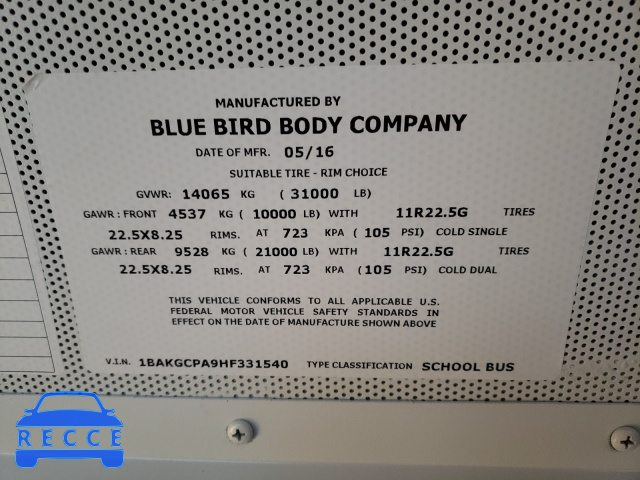 MANUFACTURED BY
BLUE BIRD BODY COMPANY
DATE OF MFR. 05/16
SUITABLE TIRE - RIM CHOICE
GVWR: 14065 KG ( 31000 LB)
GAWR : FRONT 4537 KG ( 10000 LB) WITH 11R22.5G TIRES
22.5X8.25 RIMS. AT 723 KPA ( 105 PSI) COLD SINGLE
GAWR : REAR 9528 KG ( 21000 LB) WITH 11R22.5G TIRES
22.5X8.25 RIMS. AT 723 KPA ( 105 PSI) COLD DUAL
THIS VEHICLE CONFORMS TO ALL APPLICABLE U.S.
FEDERAL MOTOR VEHICLE SAFETY STANDARDS IN
EFFECT ON THE DATE OF MANUFACTURE SHOWN ABOVE
V.I.N. 1BAKGCPA9HF331540 TYPE CLASSIFICATION SCHOOL BUS
RECCE